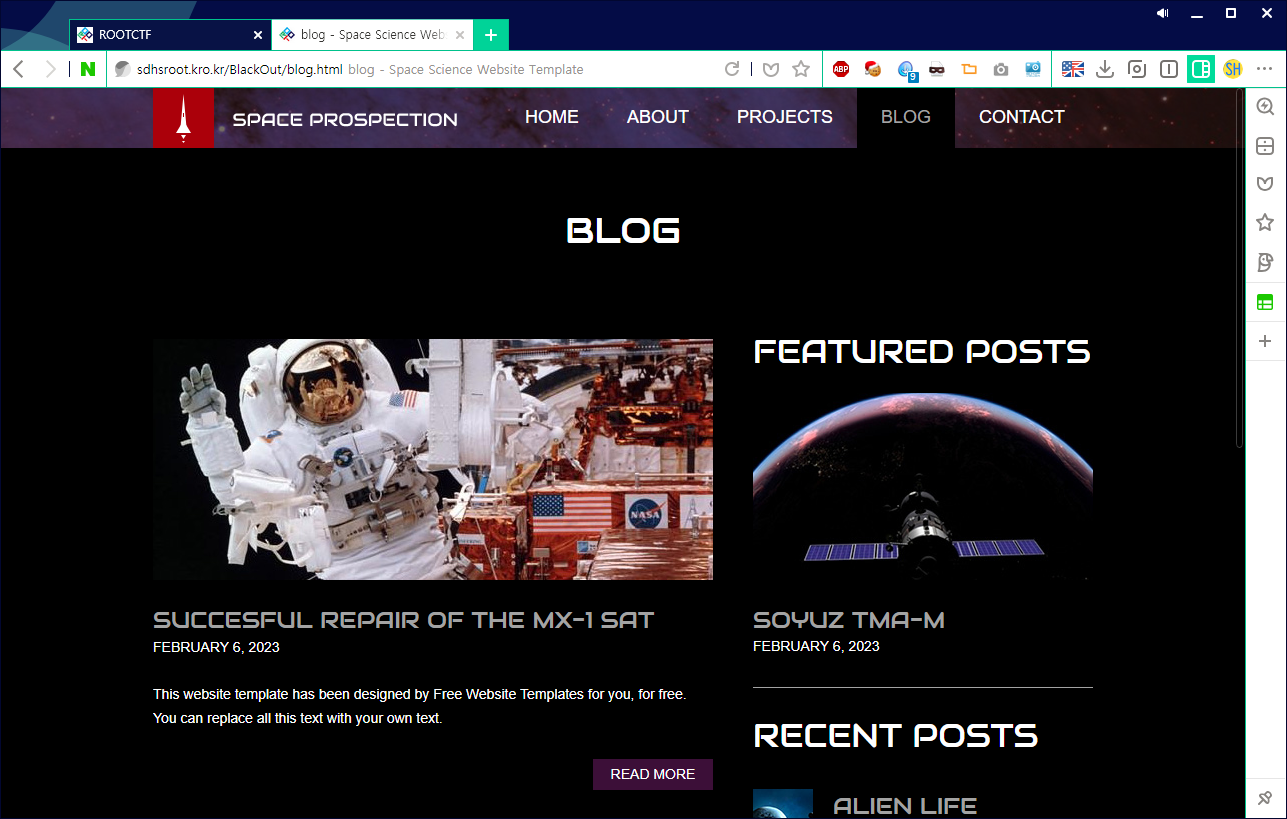 ROOTCTF
blog - Space Science Web
N
sdhsroot.kro.kr/BlackOut/blog.html blog - Space Science Website Template
ABP
9
SH
SPACE PROSPECTION
HOME
ABOUT
PROJECTS
BLOG
CONTACT
BLOG
NASA
SUCCESFUL REPAIR OF THE MX-1 SAT
FEBRUARY 6, 2023
This website template has been designed by Free Website Templates for you, for free.
You can replace all this text with your own text.
READ MORE
FEATURED POSTS
SOYUZ TMA-M
FEBRUARY 6, 2023
RECENT POSTS
ALIEN LIFE